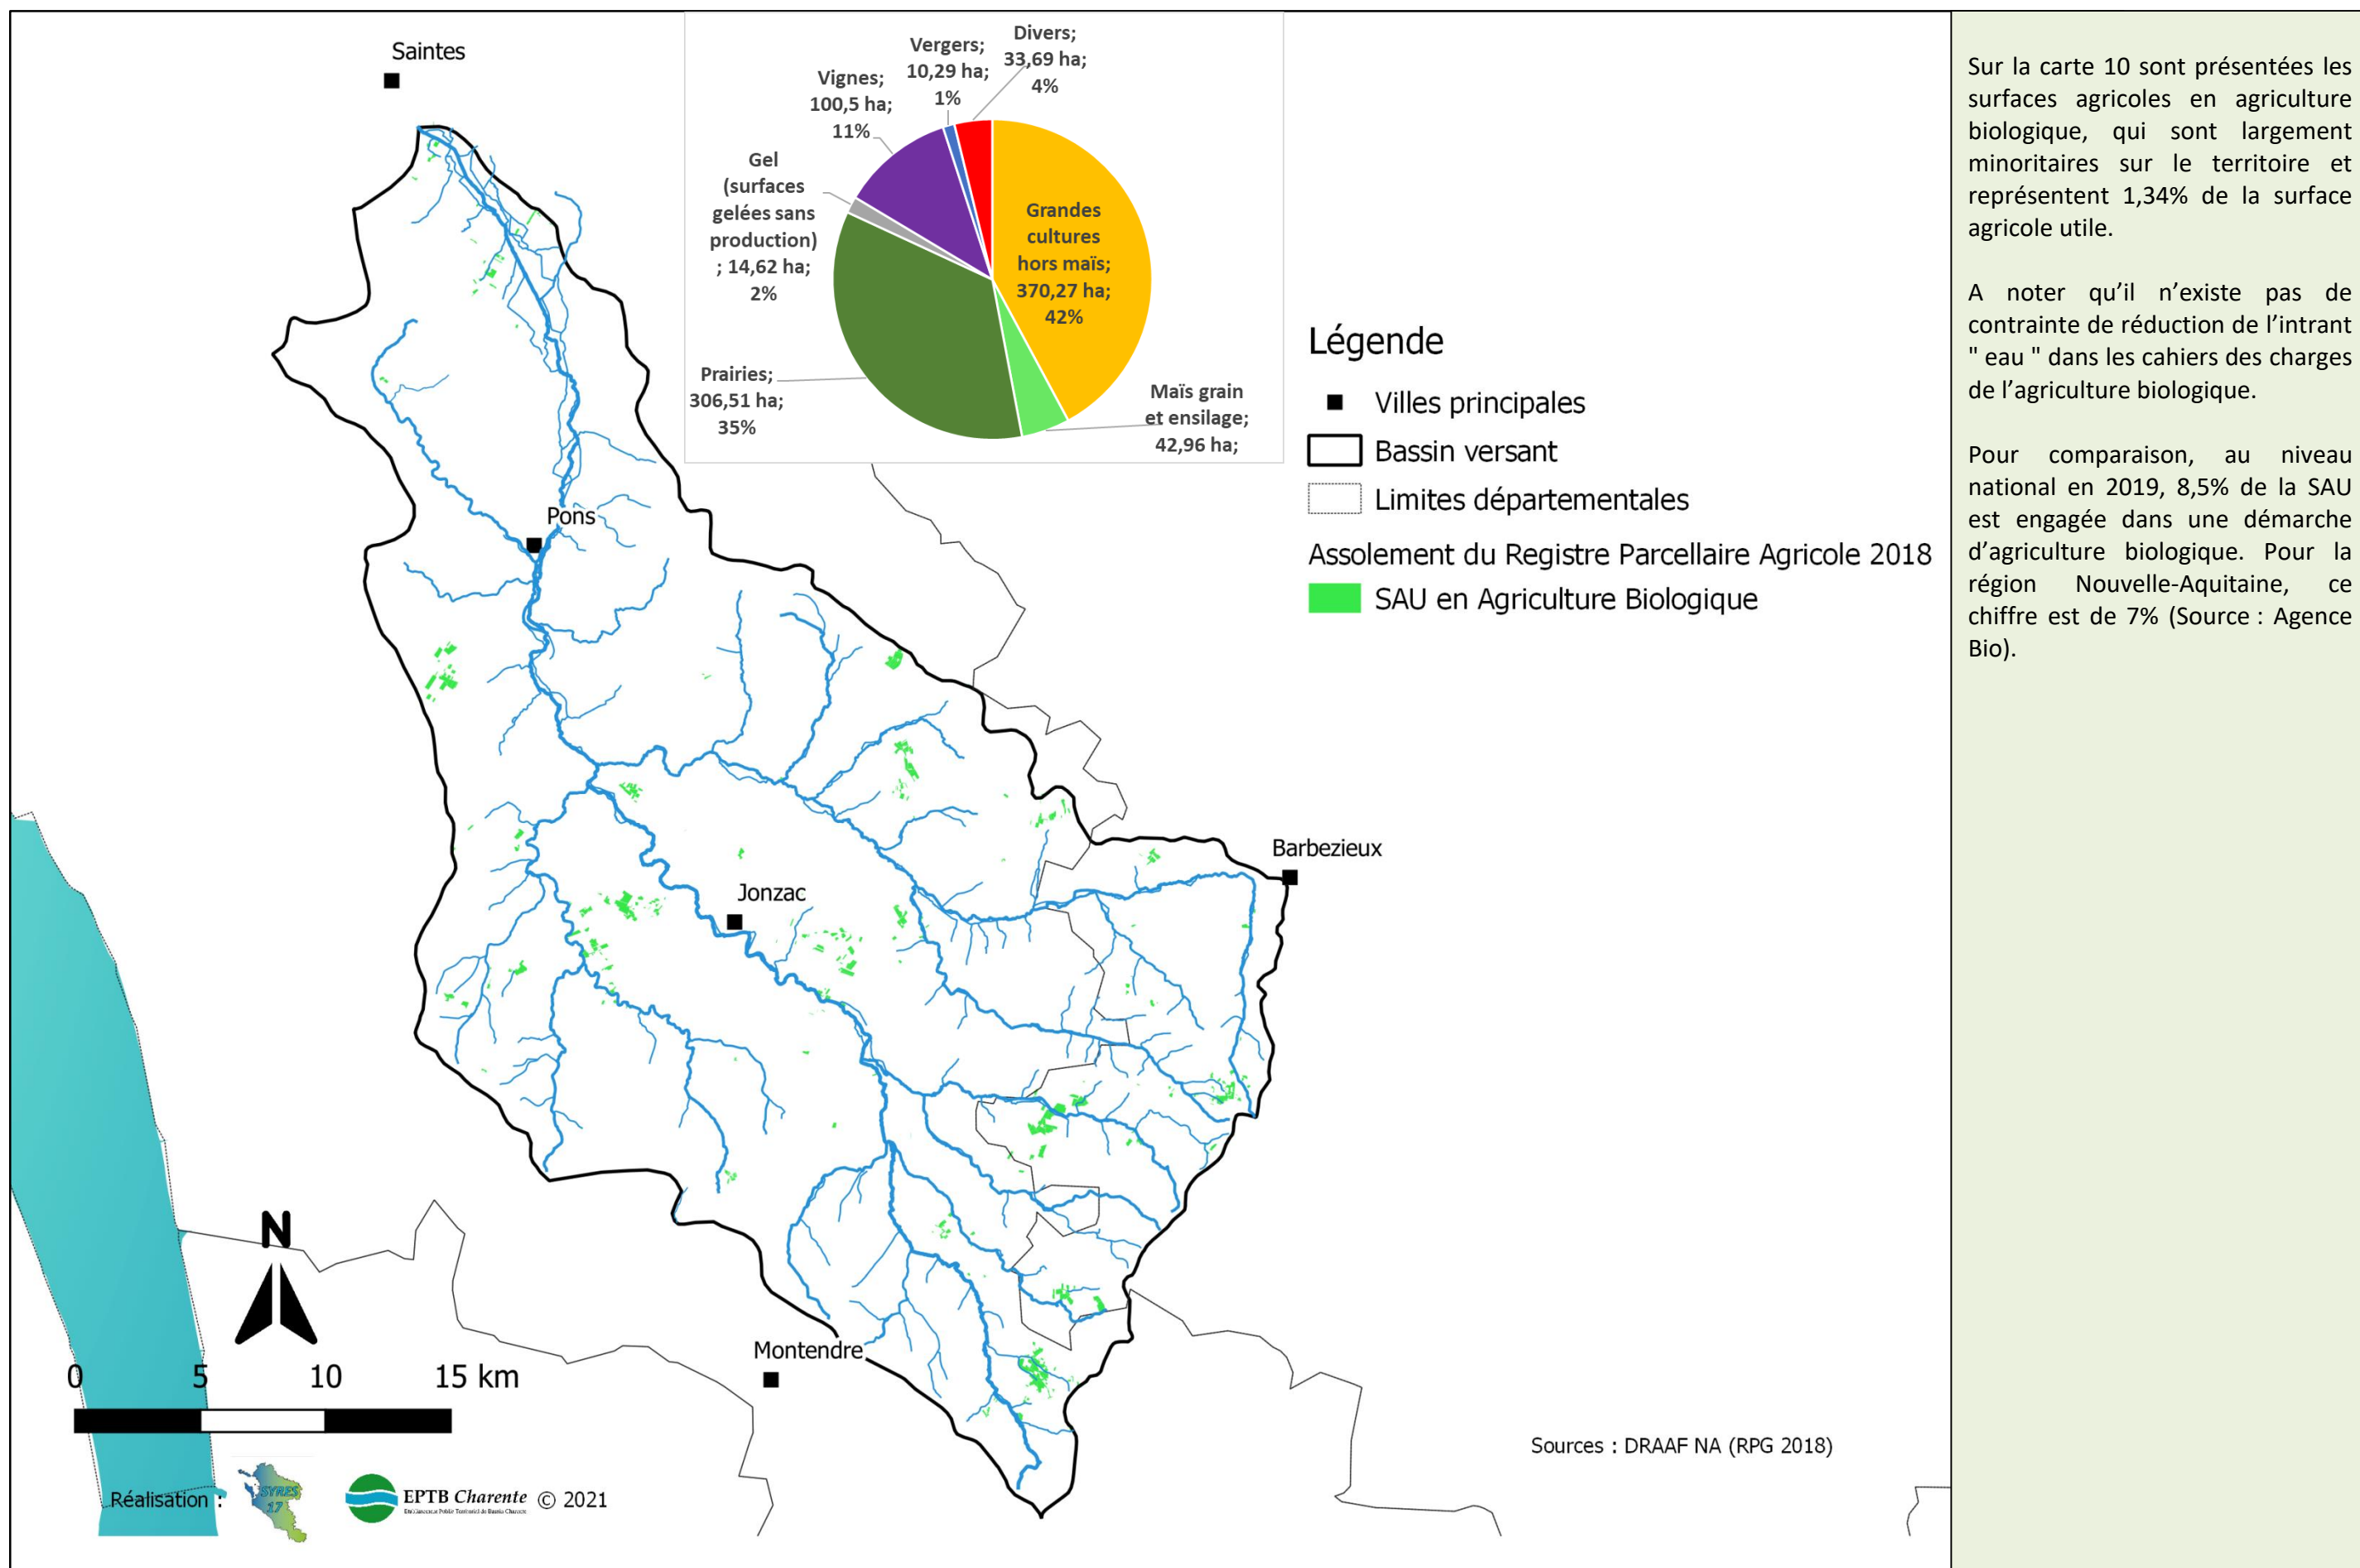 Saintes
Vergers;
10,29 ha;
1%
Divers;
33,69 ha;
4%
Vignes;
100,5 ha;
11%
Gel
(surfaces
gelées sans
production)
; 14,62 ha;
2%
Grandes
cultures
hors maïs;
370,27 ha;
42%
Prairies;
306,51 ha;
35%
Maïs grain
et ensilage;
42,96 ha;
Légende
Villes principales
Bassin versant
Limites départementales
Assolement du Registre Parcellaire Agricole 2018
SAU en Agriculture Biologique
Pons
Barbezieux
Jonzac
Montendre
N
0 5 10 15 km
Réalisation :
SYRES
17
EPTB Charente © 2021
Sources : DRAAF NA (RPG 2018)
Sur la carte 10 sont présentées les
surfaces agricoles en agriculture
biologique, qui sont largement
minoritaires sur le territoire et
représentent 1,34% de la surface
agricole utile.
A noter qu’il n’existe pas de
contrainte de réduction de l’intrant
" eau " dans les cahiers des charges
de l’agriculture biologique.
Pour comparaison, au niveau
national en 2019, 8,5% de la SAU
est engagée dans une démarche
d’agriculture biologique. Pour la
région Nouvelle-Aquitaine, ce
chiffre est de 7% (Source : Agence
Bio).